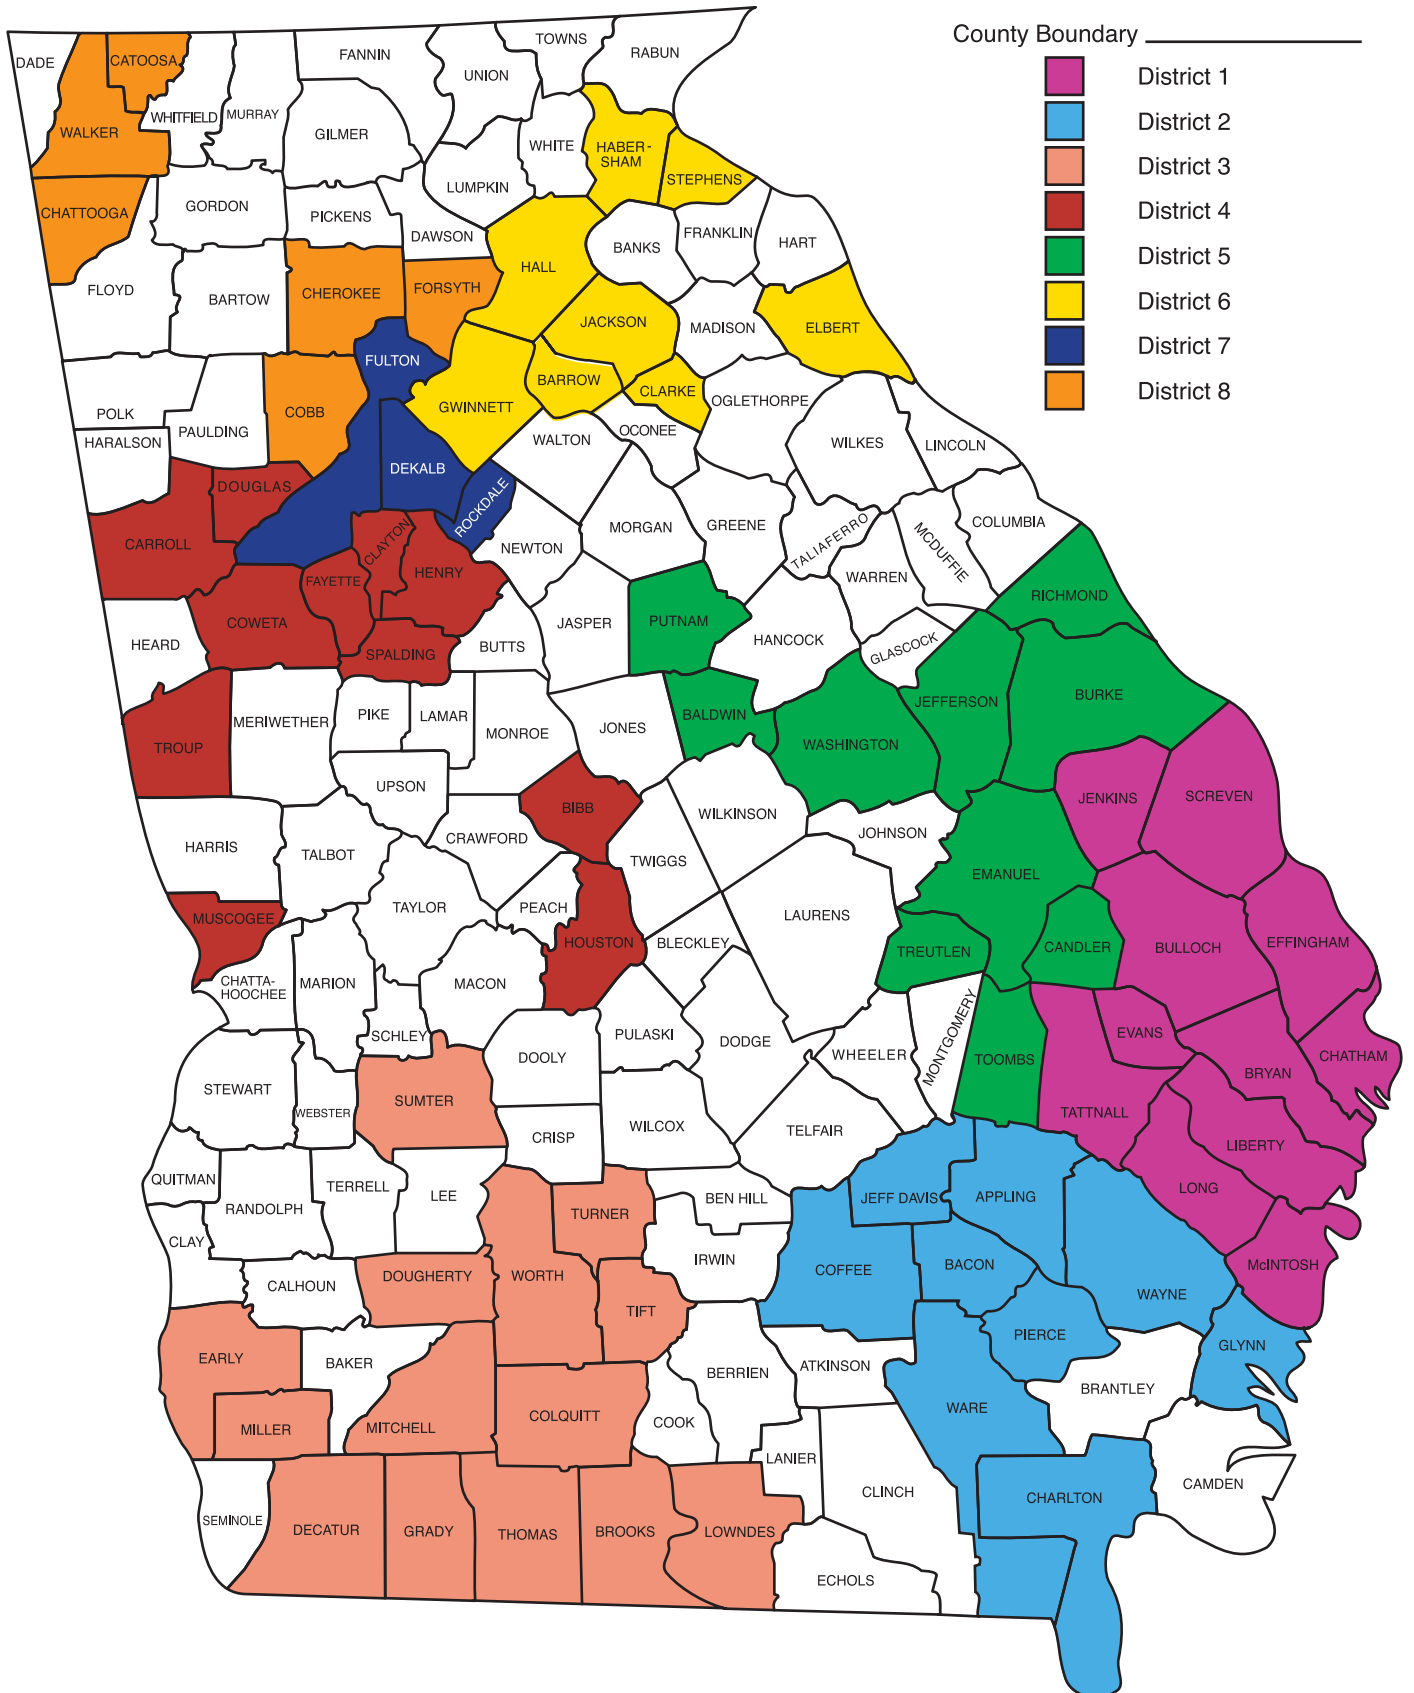 County Boundary
District 1
District 2
District 3
District 4
District 5
District 6
District 7
District 8
DADE
CATOOSA
WALKER
WHITFIELD
MURRAY
FANNIN
GILMER
UNION
TOWNS
RABUN
WHITE
HABER-
SHAM
STEPHENS
LUMPKIN
CHATTOOGA
GORDON
PICKENS
DAWSON
HALL
BANKS
FRANKLIN
HART
FLOYD
BARTOW
CHEROKEE
FORSYTH
JACKSON
MADISON
ELBERT
FULTON
BARROW
CLARKE
GWINNETT
OGLETHORPE
POLK
HARALSON
PAULDING
COBB
WALTON
OCONEE
WILKES
LINCOLN
DOUGLAS
DEKALB
ROCKDALE
MORGAN
GREENE
TALIAFERRO
MCDUFFIE
COLUMBIA
CARROLL
CLAYTON
NEWTON
FAYETTE
HENRY
WARREN
RICHMOND
HEARD
COWETA
SPALDING
BUTTS
JASPER
PUTNAM
HANCOCK
GLASCOCK
TROUP
MERIWETHER
PIKE
LAMAR
MONROE
JONES
BALDWIN
WASHINGTON
JEFFERSON
BURKE
UPSON
BIBB
WILKINSON
JENKINS
SCREVEN
HARRIS
TALBOT
CRAWFORD
TWIGGS
JOHNSON
EMANUEL
MUSCOGEE
TAYLOR
PEACH
HOUSTON
BLECKLEY
LAURENS
TREUTLEN
CANDLER
BULLOCH
EFFINGHAM
CHATTA-
HOOCHEE
MARION
MACON
SCHLEY
DOOLY
PULASKI
DODGE
WHEELER
MONTGOMERY
TOOMBS
EVANS
BRYAN
CHATHAM
STEWART
WEBSTER
SUMTER
CRISP
WILCOX
TELFAIR
TATTNALL
LIBERTY
QUITMAN
RANDOLPH
TERRELL
LEE
TURNER
BEN HILL
JEFF DAVIS
APPLING
LONG
CLAY
CALHOUN
DOUGHERTY
WORTH
TIFT
IRWIN
COFFEE
BACON
WAYNE
McINTOSH
EARLY
BAKER
BERRIEN
ATKINSON
PIERCE
GLYNN
MILLER
MITCHELL
COLQUITT
COOK
WARE
BRANTLEY
LANIER
CLINCH
CHARLTON
CAMDEN
SEMINOLE
DECATUR
GRADY
THOMAS
BROOKS
LOWNDES
ECHOLS